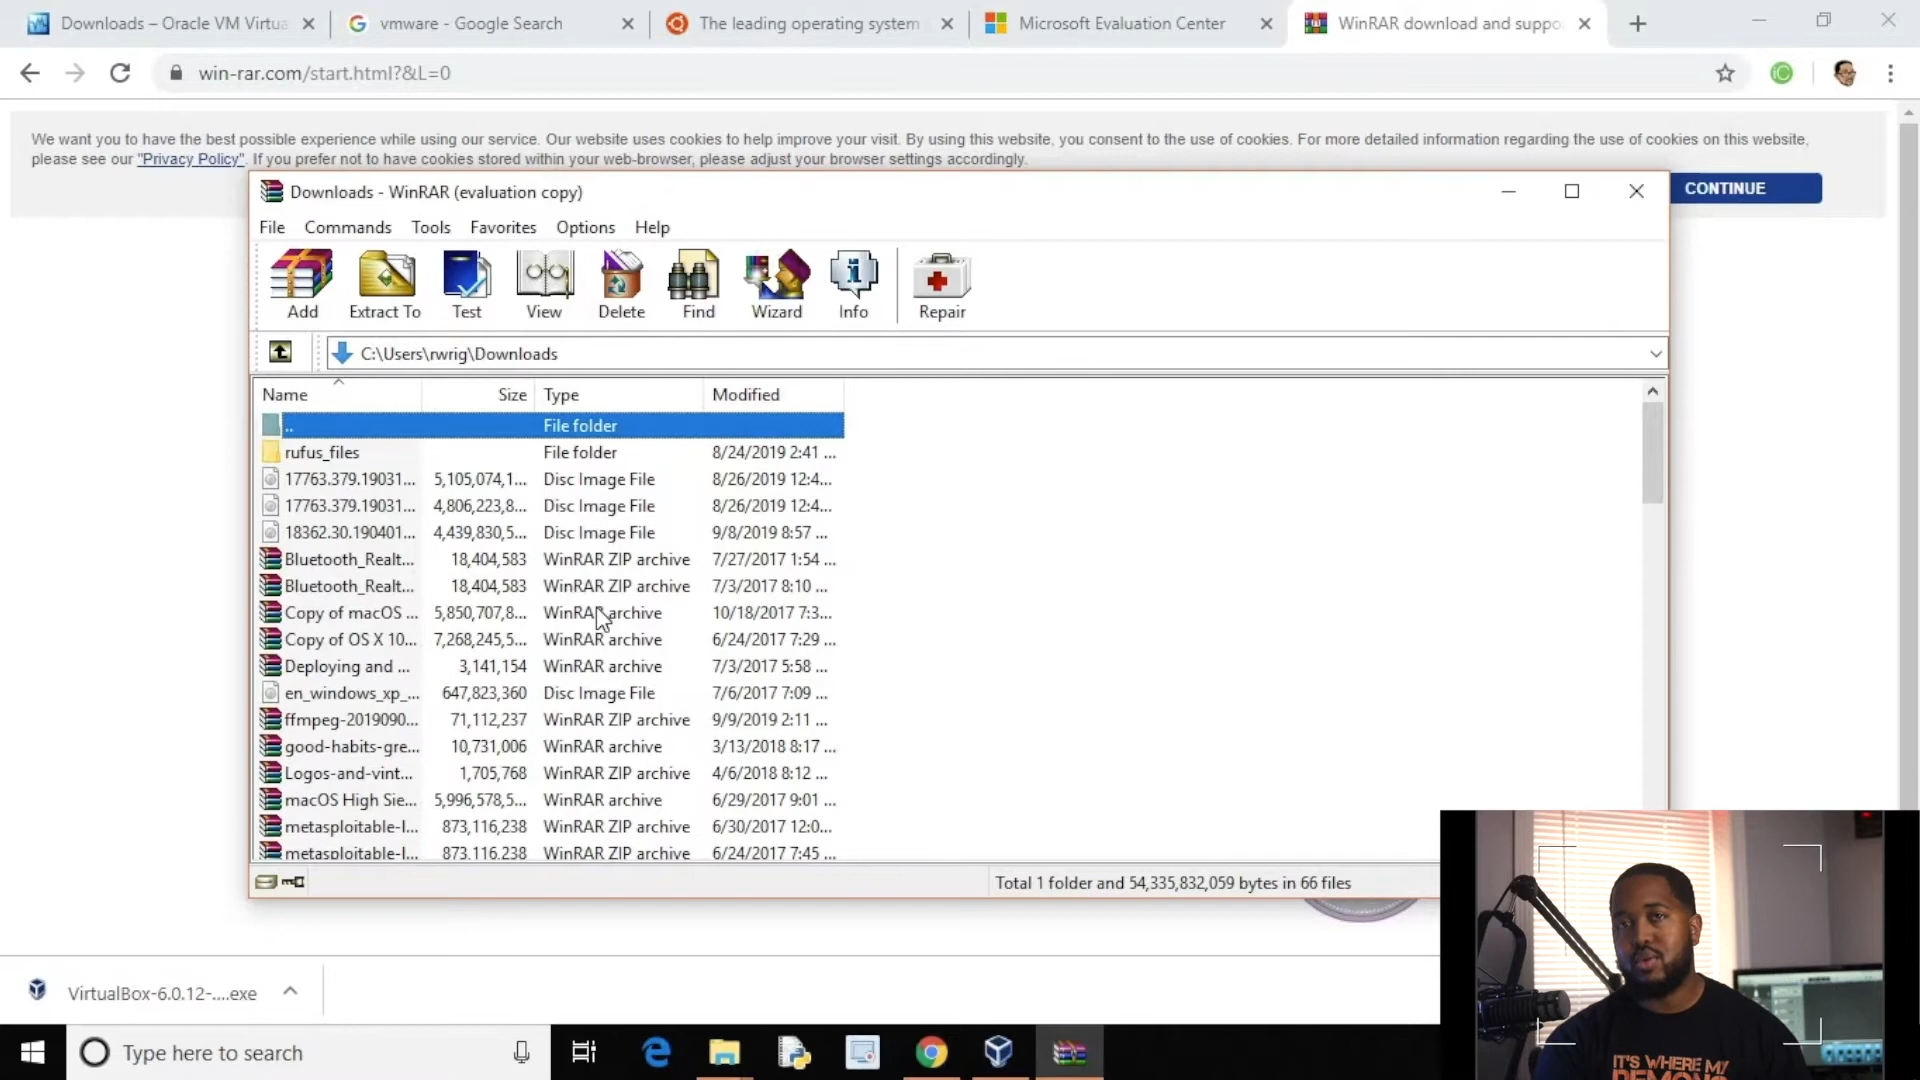 Downloads – Oracle VM Virtua
vmware - Google Search
The leading operating system
Microsoft Evaluation Center
WinRAR download and suppo
win-rar.com/start.html?&L=0
We want you to have the best possible experience while using our service. Our website uses cookies to help improve your visit. By using this website, you consent to the use of cookies. For more detailed information regarding the use of cookies on this website,
please see our "Privacy Policy". If you prefer not to have cookies stored within your web-browser, please adjust your browser settings accordingly.
CONTINUE
Downloads - WinRAR (evaluation copy)
File Commands Tools Favorites Options Help
Add Extract To Test View Delete Find Wizard Info Repair
C:\Users\rwrig\Downloads
Name Size Type Modified
.. File folder
rufus_files File folder 8/24/2019 2:41 ...
17763.379.19031... 5,105,074,1... Disc Image File 8/26/2019 12:4...
17763.379.19031... 4,806,223,8... Disc Image File 8/26/2019 12:4...
18362.30.190401... 4,439,830,5... Disc Image File 9/8/2019 8:57 ...
Bluetooth_Realt... 18,404,583 WinRAR ZIP archive 7/27/2017 1:54 ...
Bluetooth_Realt... 18,404,583 WinRAR ZIP archive 7/3/2017 8:10 ...
Copy of macOS ... 5,850,707,8... WinRAR archive 10/18/2017 7:3...
Copy of OS X 10... 7,268,245,5... WinRAR archive 6/24/2017 7:29 ...
Deploying and ... 3,141,154 WinRAR archive 7/3/2017 5:58 ...
en_windows_xp_... 647,823,360 Disc Image File 7/6/2017 7:09 ...
ffmpeg-2019090... 71,112,237 WinRAR ZIP archive 9/9/2019 2:11 ...
good-habits-gre... 10,731,006 WinRAR archive 3/13/2018 8:17 ...
Logos-and-vint... 1,705,768 WinRAR ZIP archive 4/6/2018 8:12 ...
macOS High Sie... 5,996,578,5... WinRAR archive 6/29/2017 9:01 ...
metasploitable-l... 873,116,238 WinRAR ZIP archive 6/30/2017 12:0...
metasploitable-l... 873,116,238 WinRAR ZIP archive 6/24/2017 7:45 ...
Total 1 folder and 54,335,832,059 bytes in 66 files
VirtualBox-6.0.12-....exe
Type here to search
IT'S WHERE MY
DEMONS